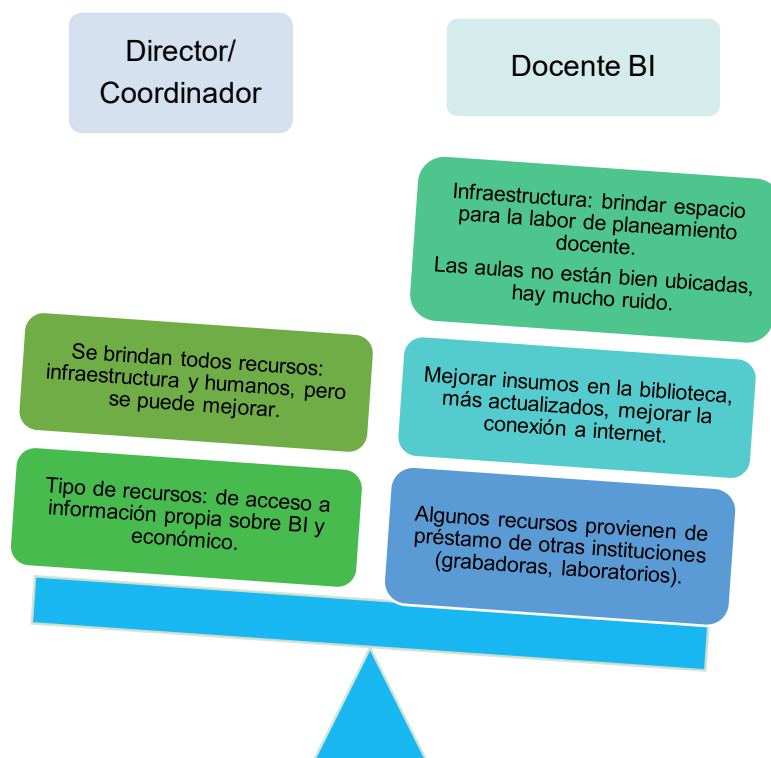 Director/
Coordinador
Docente BI
Infraestructura: brindar espacio
para la labor de planeamiento
docente.
Las aulas no están bien ubicadas,
hay mucho ruido.
Se brindan todos recursos:
infraestructura y humanos, pero
se puede mejorar.
Mejorar insumos en la biblioteca,
más actualizados, mejorar la
conexión a internet.
Tipo de recursos: de acceso a
información propia sobre BI y
económico.
Algunos recursos provienen de
préstamo de otras instituciones
(grabadoras, laboratorios).